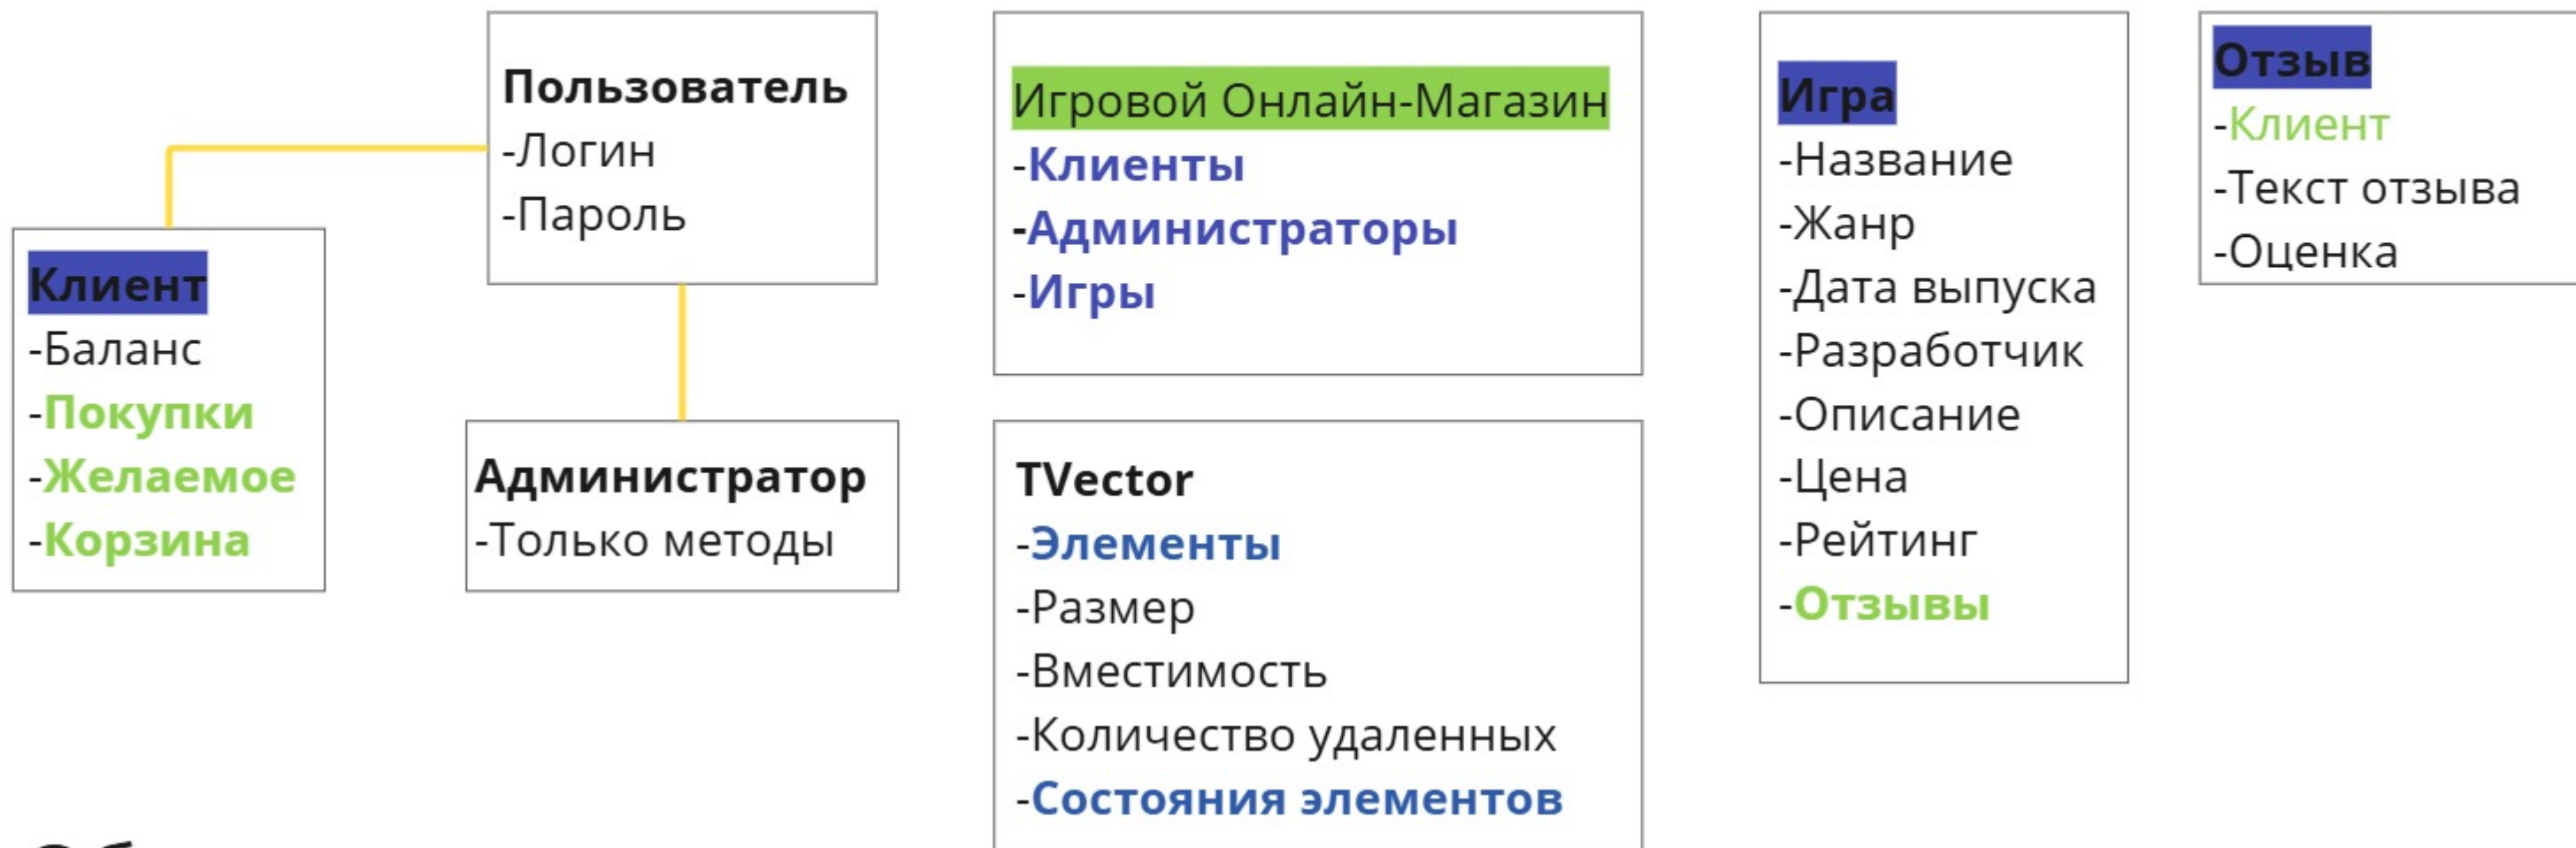 Пользователь
-Логин
-Пароль
Клиент
-Баланс
-Покупки
-Желаемое
-Корзина
Администратор
-Только методы
Игровой Онлайн-Магазин
-Клиенты
-Администраторы
-Игры
TVector
-Элементы
-Размер
-Вместимость
-Количество удаленных
-Состояния элементов
Игра
-Название
-Жанр
-Дата выпуска
-Разработчик
-Описание
-Цена
-Рейтинг
-Отзывы
Отзыв
-Клиент
-Текст отзыва
-Оценка